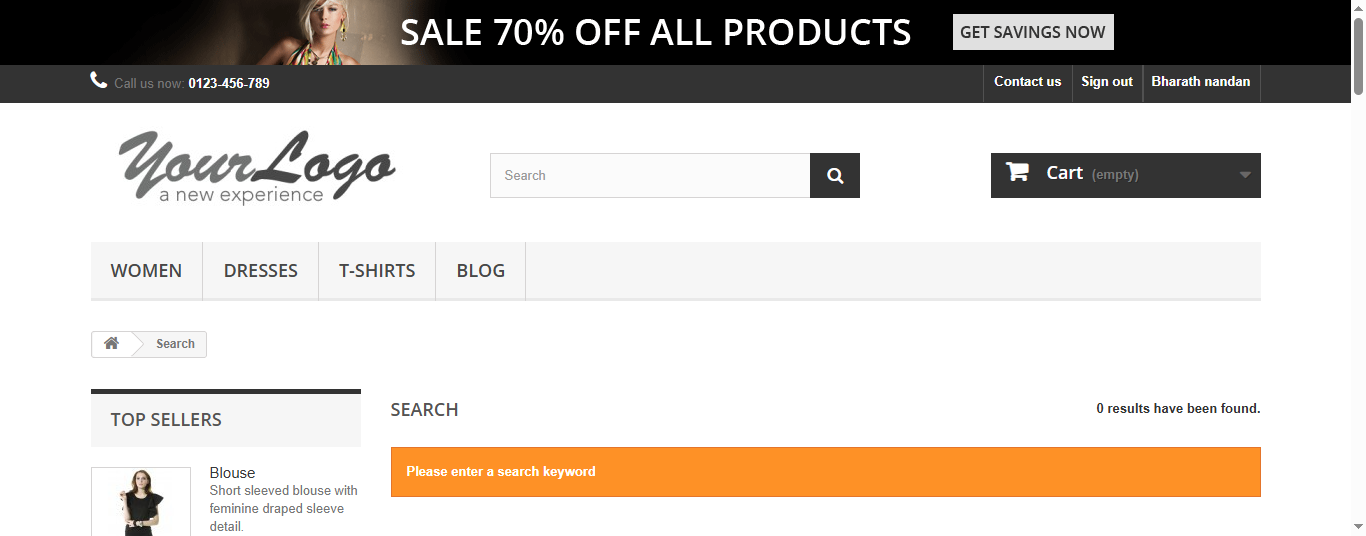 SALE 70% OFF ALL PRODUCTS GET SAVINGS NOW
Call us now: 0123-456-789 Contact us Sign out Bharath nandan
YourLogo
a new experience
Search
Cart (empty)
WOMEN DRESSES T-SHIRTS BLOG
Search
TOP SELLERS
Blouse
Short sleeved blouse with
feminine draped sleeve
detail.
SEARCH 0 results have been found.
Please enter a search keyword